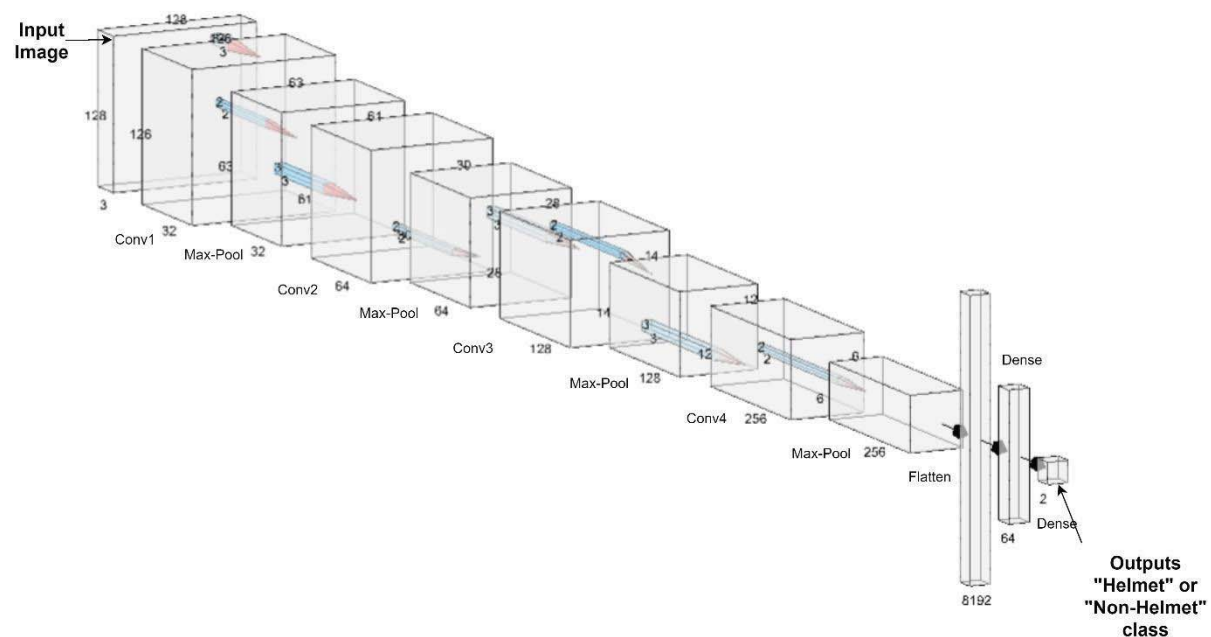 Input
Image
128
128
3
3
126
Conv1
32
63
2
2
63
Max-Pool
32
61
3
3
61
Conv2
64
30
2
Max-Pool
64
28
3
3
28
Conv3
128
14
2
2
14
Max-Pool
128
12
3
3
12
Conv4
256
6
2
2
6
Max-Pool
256
Flatten
8192
Dense
64
2
Dense
Outputs
"Helmet" or
"Non-Helmet"
class